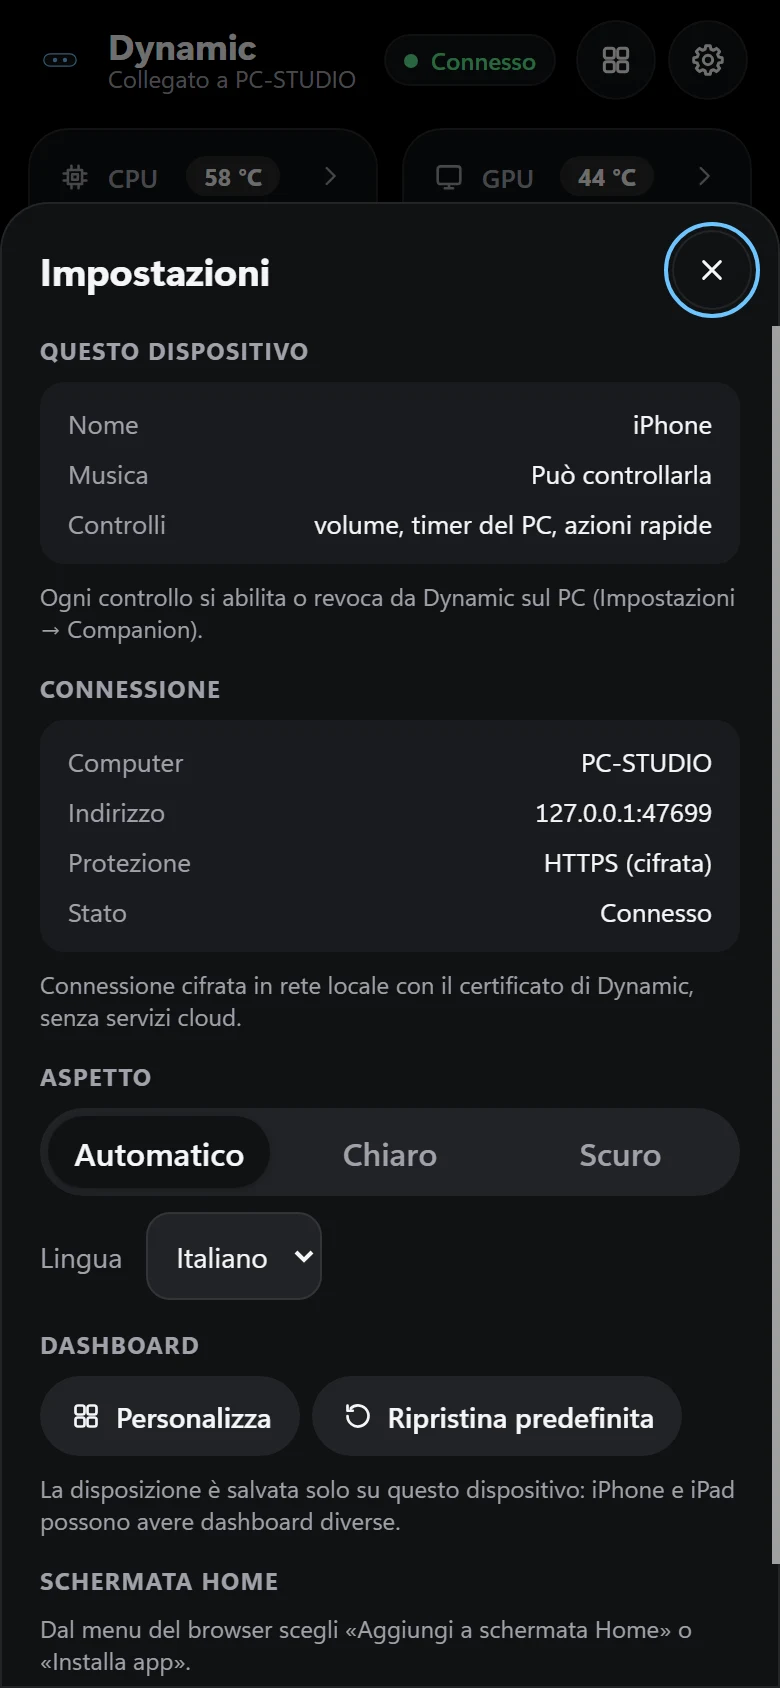 Dynamic
Collegato a PC-STUDIO
Connesso
CPU 58 °C
GPU 44 °C
Impostazioni
QUESTO DISPOSITIVO
Nome iPhone
Musica Può controllarla
Controlli volume, timer del PC, azioni rapide
Ogni controllo si abilita o revoca da Dynamic sul PC (Impostazioni
→ Companion).
CONNESSIONE
Computer PC-STUDIO
Indirizzo 127.0.0.1:47699
Protezione HTTPS (cifrata)
Stato Connesso
Connessione cifrata in rete locale con il certificato di Dynamic,
senza servizi cloud.
ASPETTO
Automatico Chiaro Scuro
Lingua Italiano
DASHBOARD
Personalizza Ripristina predefinita
La disposizione è salvata solo su questo dispositivo: iPhone e iPad
possono avere dashboard diverse.
SCHERMATA HOME
Dal menu del browser scegli «Aggiungi a schermata Home» o
«Installa app».